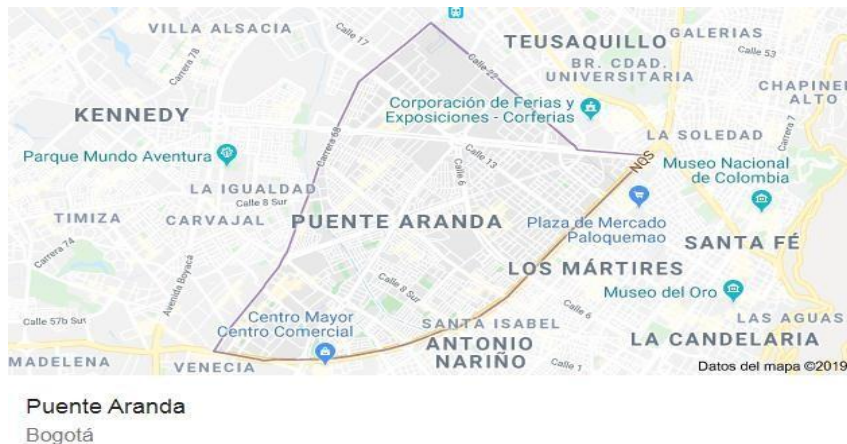 VILLA ALSACIA
Calle 17
Carrera 78
KENNEDY
Parque Mundo Aventura
LA IGUALDAD
Calle 8 Sur
TIMIZA
CARVAJAL
Carrera 74
Avenida Boyacá
Calle 57b Sur
MADELENA
VENECIA
Carrera 68
Calle 22
TEUSAQUILLO
GALERIAS
Calle 53
BR. CDAD.
UNIVERSITARIA
CHAPINE
ALTO
Corporación de Ferias y
Exposiciones - Corferias
LA SOLEDAD
Carrera 7
Calle 13
Calle 6
NQS
Museo Nacional
de Colombia
PUENTE ARANDA
Plaza de Mercado
Paloquemao
SANTA FÉ
LOS MÁRTIRES
Calle 8 Sur
Museo del Oro
Calle 6
Centro Mayor
Centro Comercial
SANTA ISABEL
LAS AGUAS
ANTONIO
NARIÑO
LA CANDELARIA
Calle 1
Datos del mapa ©2019
Puente Aranda
Bogotá